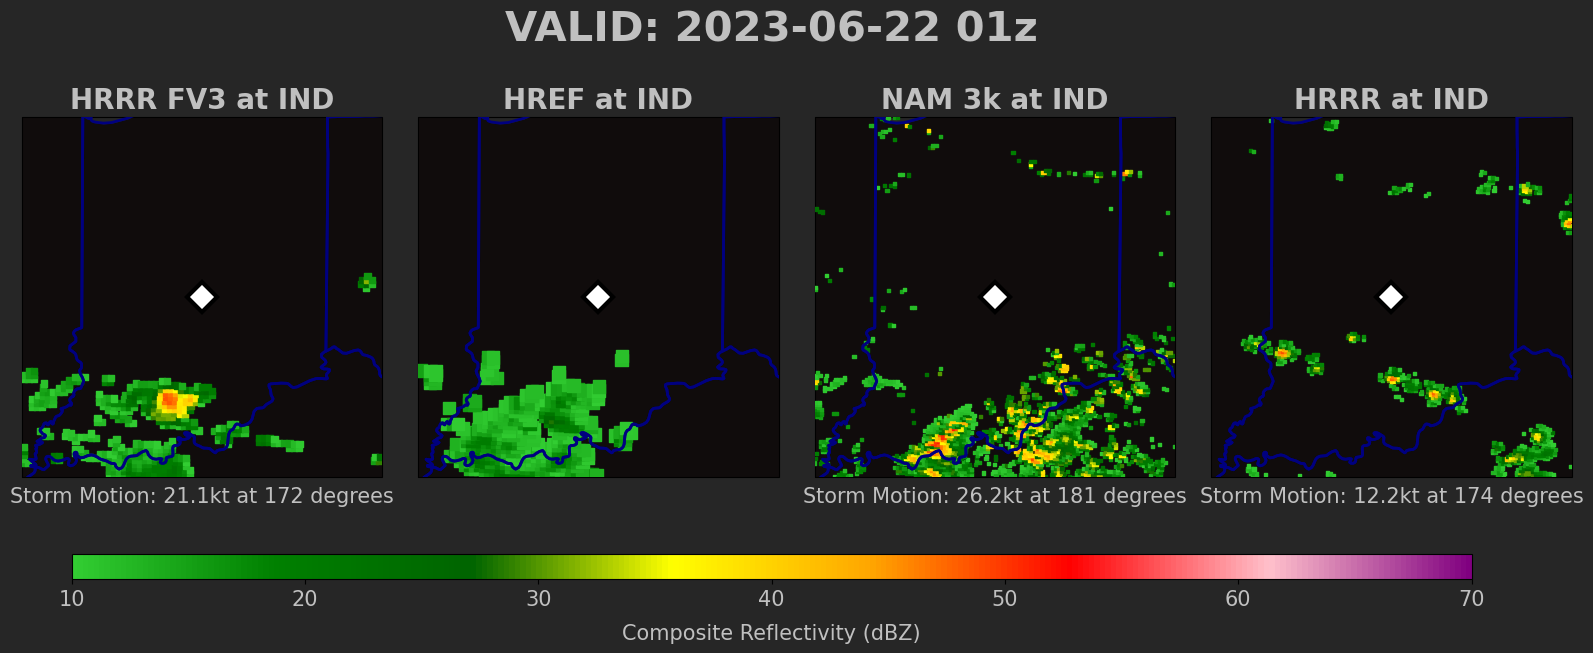 VALID: 2023-06-22 01z
HRRR FV3 at IND
HREF at IND
NAM 3k at IND
HRRR at IND
Storm Motion: 21.1kt at 172 degrees
Storm Motion: 26.2kt at 181 degrees
Storm Motion: 12.2kt at 174 degrees
10 20 30 40 50 60 70
Composite Reflectivity (dBZ)